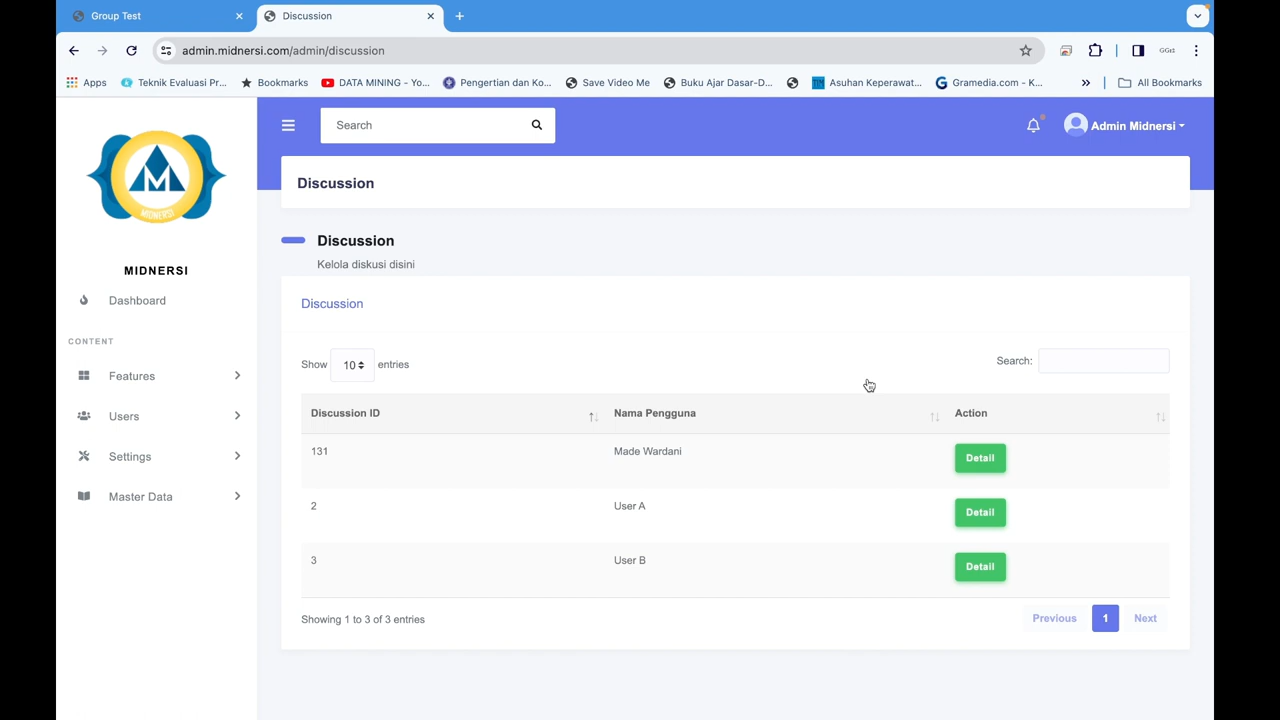 Group Test
Discussion
admin.midnersi.com/admin/discussion
GGz1
Apps
Teknik Evaluasi Pr...
Bookmarks
DATA MINING - Yo...
Pengertian dan Ko...
Save Video Me
Buku Ajar Dasar-D...
Asuhan Keperawat...
Gramedia.com - K...
All Bookmarks
M
MIDNERSI
MIDNERSI
Dashboard
CONTENT
Features
Users
Settings
Master Data
Search
Admin Midnersi
Discussion
Discussion
Kelola diskusi disini
Discussion
Show 10 entries
Search:
Discussion ID Nama Pengguna Action
131 Made Wardani Detail
2 User A Detail
3 User B Detail
Showing 1 to 3 of 3 entries
Previous 1 Next